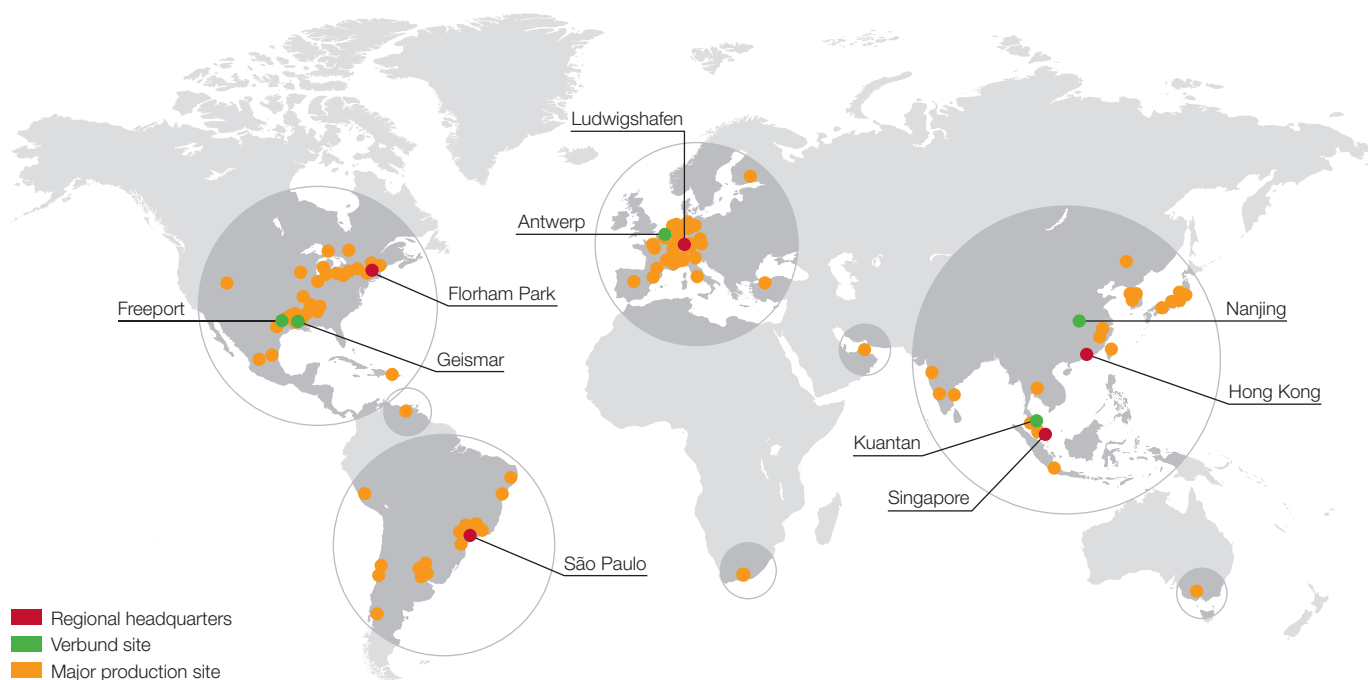 Ludwigshafen
Antwerp
Florham Park
Freeport
Geismar
Nanjing
Hong Kong
Kuantan
Singapore
São Paulo
Regional headquarters
Verbund site
Major production site